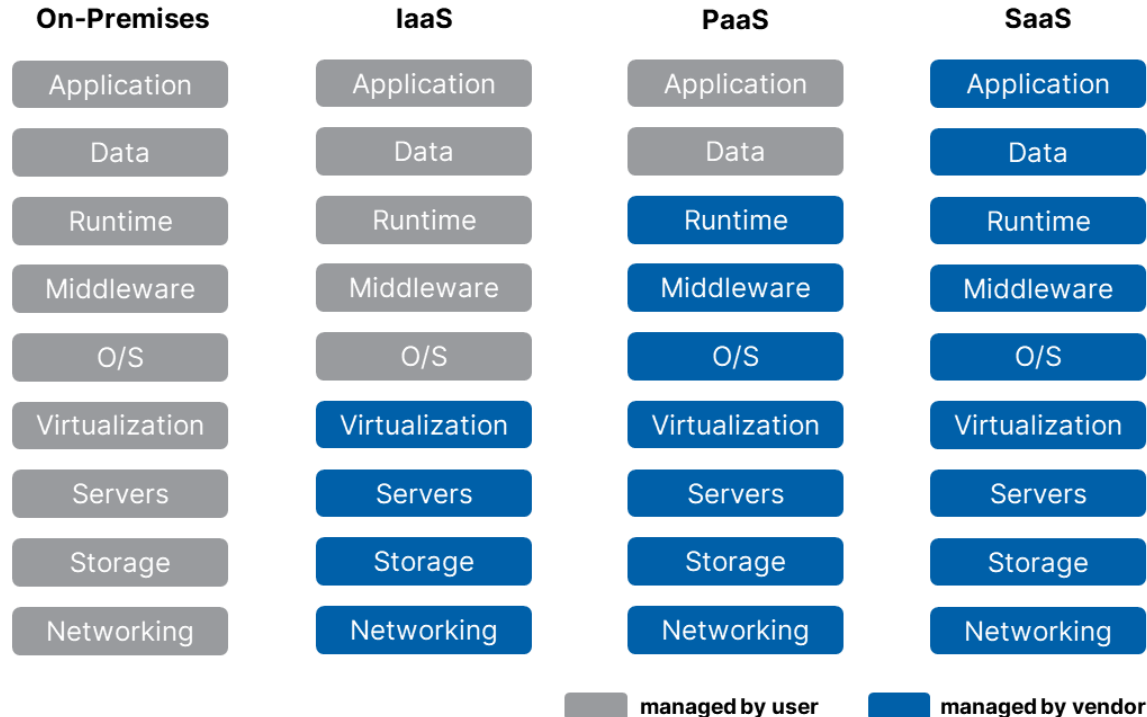 On-Premises IaaS PaaS SaaS
Application Application Application Application
Data Data Data Data
Runtime Runtime Runtime Runtime
Middleware Middleware Middleware Middleware
O/S O/S O/S O/S
Virtualization Virtualization Virtualization Virtualization
Servers Servers Servers Servers
Storage Storage Storage Storage
Networking Networking Networking Networking
managed by user managed by vendor